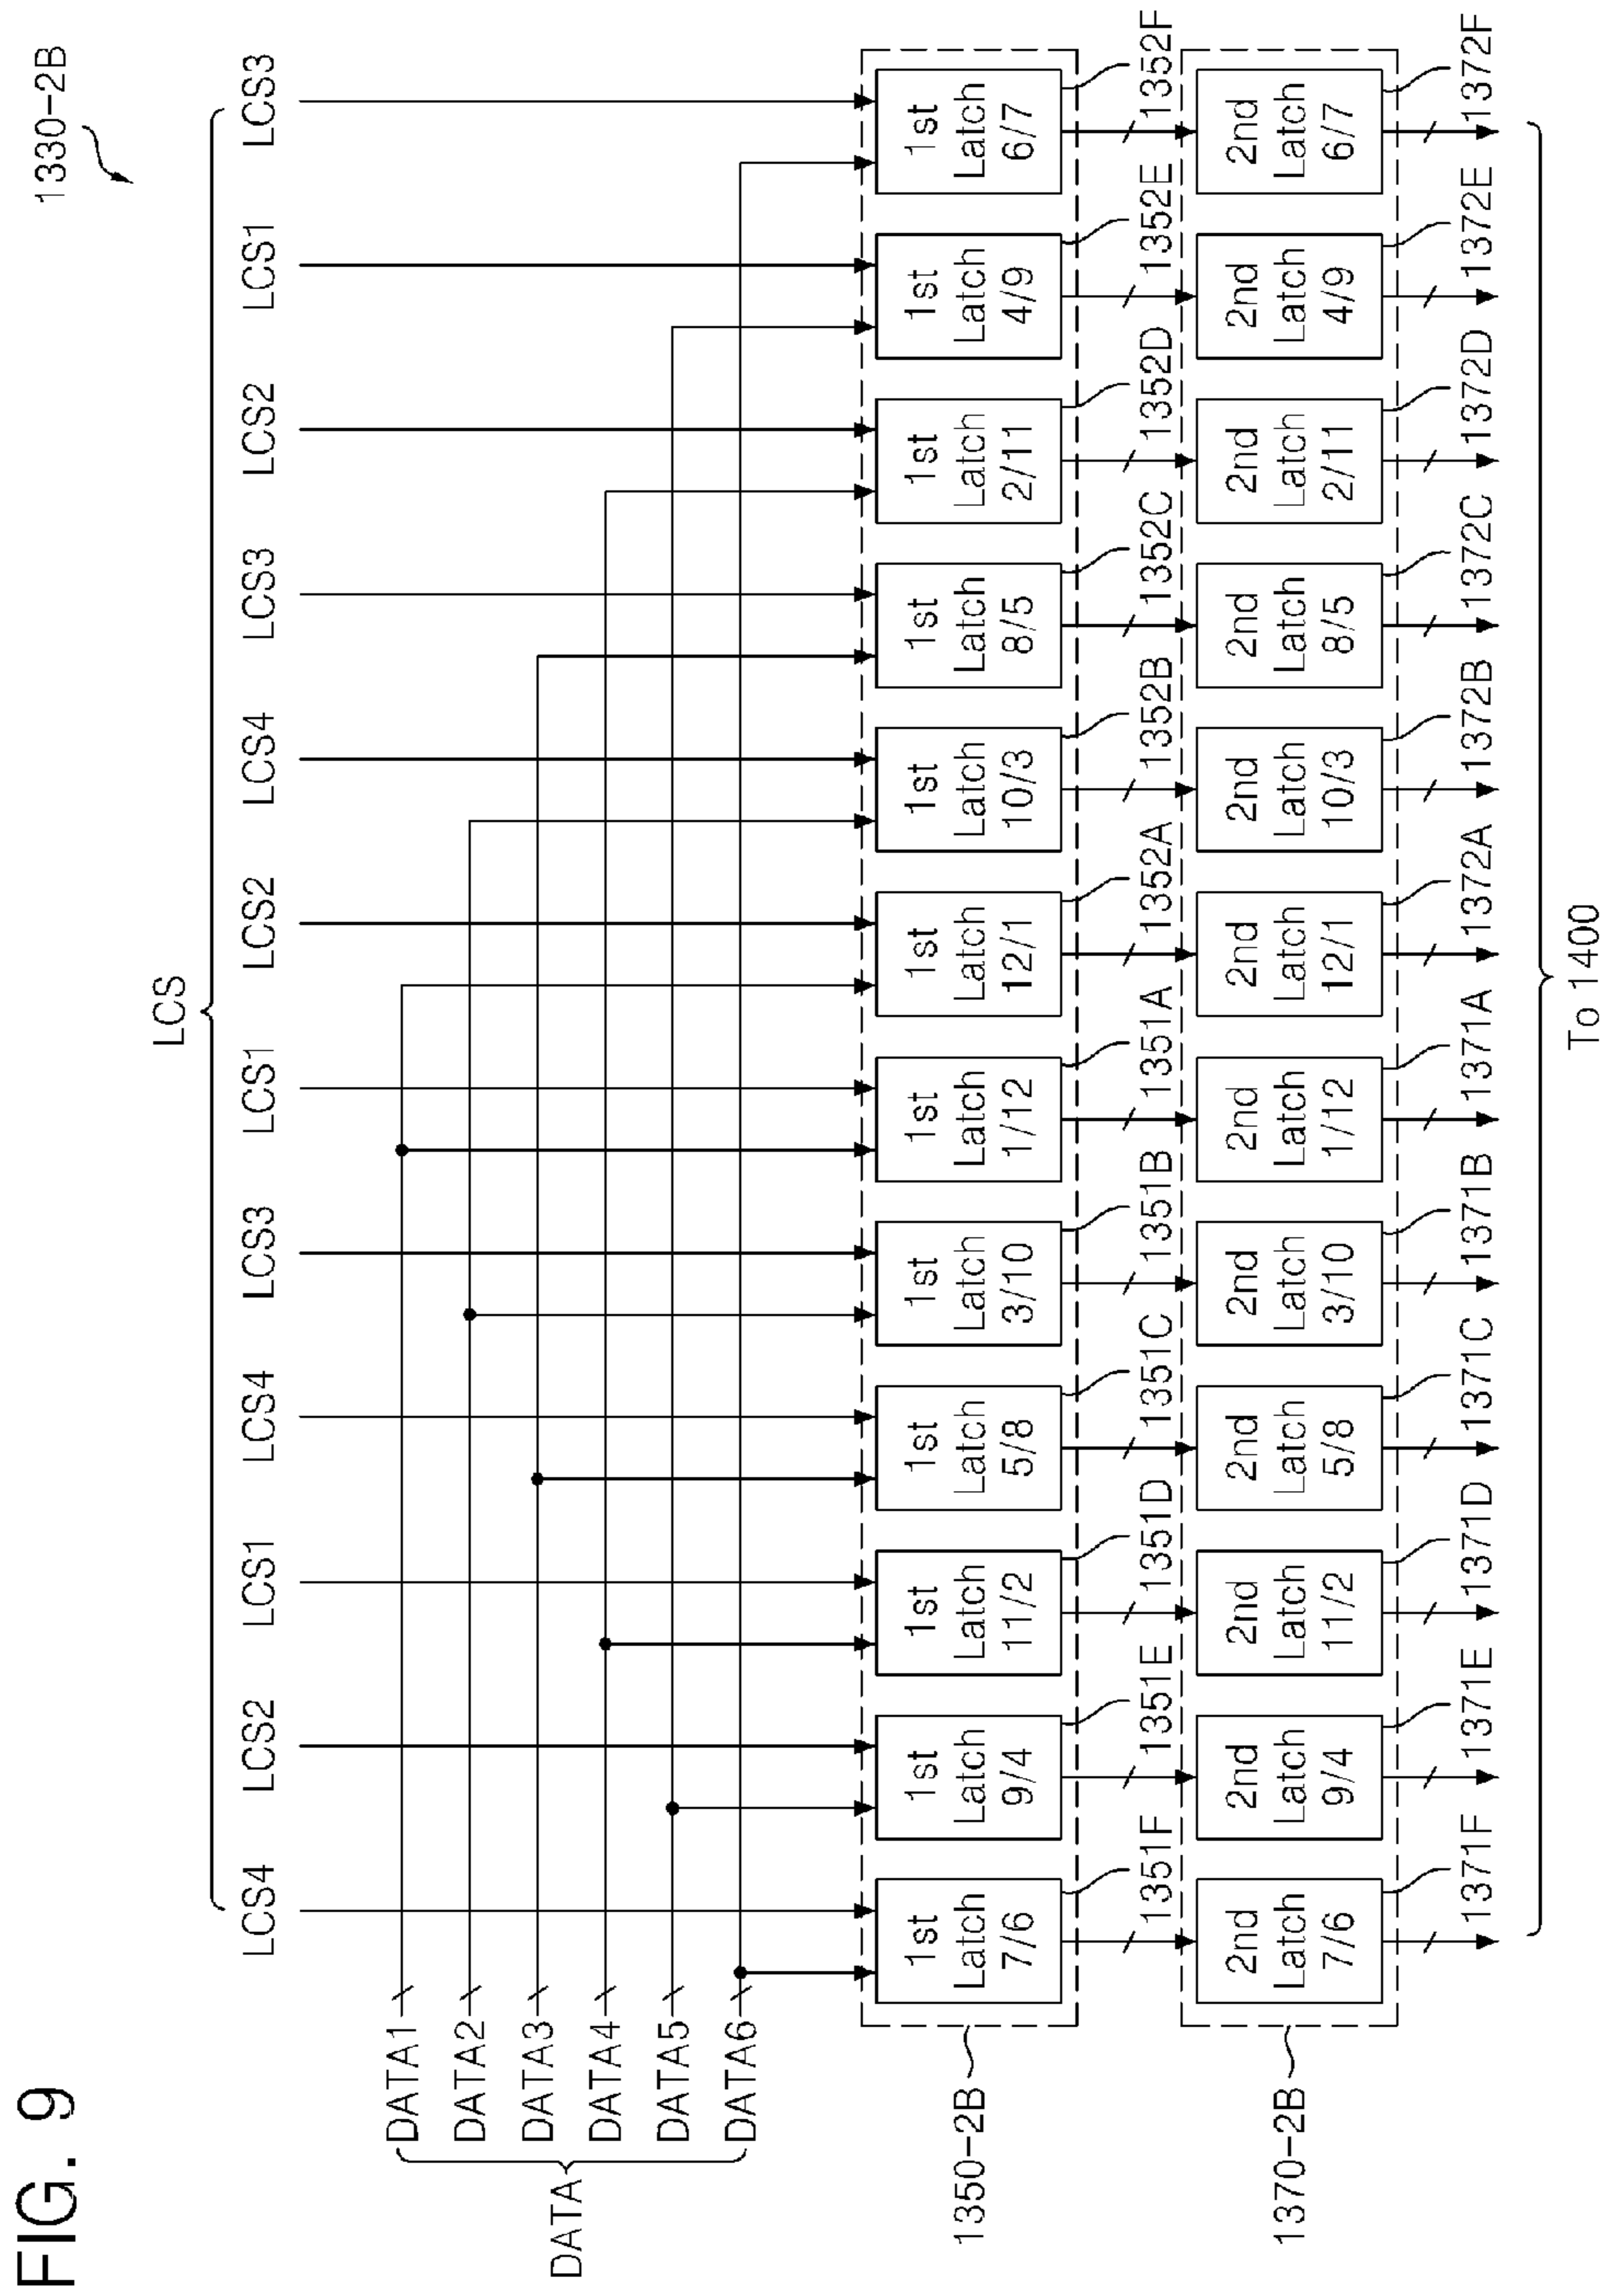 FIG. 9
1330-2B
LCS
LCS4
LCS2
LCS1
LCS4
LCS3
LCS1
LCS2
LCS4
LCS3
LCS2
LCS1
LCS3
DATA
DATA1
DATA2
DATA3
DATA4
DATA5
DATA6
1350-2B
1st
Latch
7/6
1st
Latch
9/4
1st
Latch
11/2
1st
Latch
5/8
1st
Latch
3/10
1st
Latch
1/12
1st
Latch
12/1
1st
Latch
10/3
1st
Latch
8/5
1st
Latch
2/11
1st
Latch
4/9
1st
Latch
6/7
1351F
1351E
1351D
1351C
1351B
1351A
1352A
1352B
1352C
1352D
1352E
1352F
1370-2B
2nd
Latch
7/6
2nd
Latch
9/4
2nd
Latch
11/2
2nd
Latch
5/8
2nd
Latch
3/10
2nd
Latch
1/12
2nd
Latch
12/1
2nd
Latch
10/3
2nd
Latch
8/5
2nd
Latch
2/11
2nd
Latch
4/9
2nd
Latch
6/7
1371F
1371E
1371D
1371C
1371B
1371A
1372A
1372B
1372C
1372D
1372E
1372F
To 1400